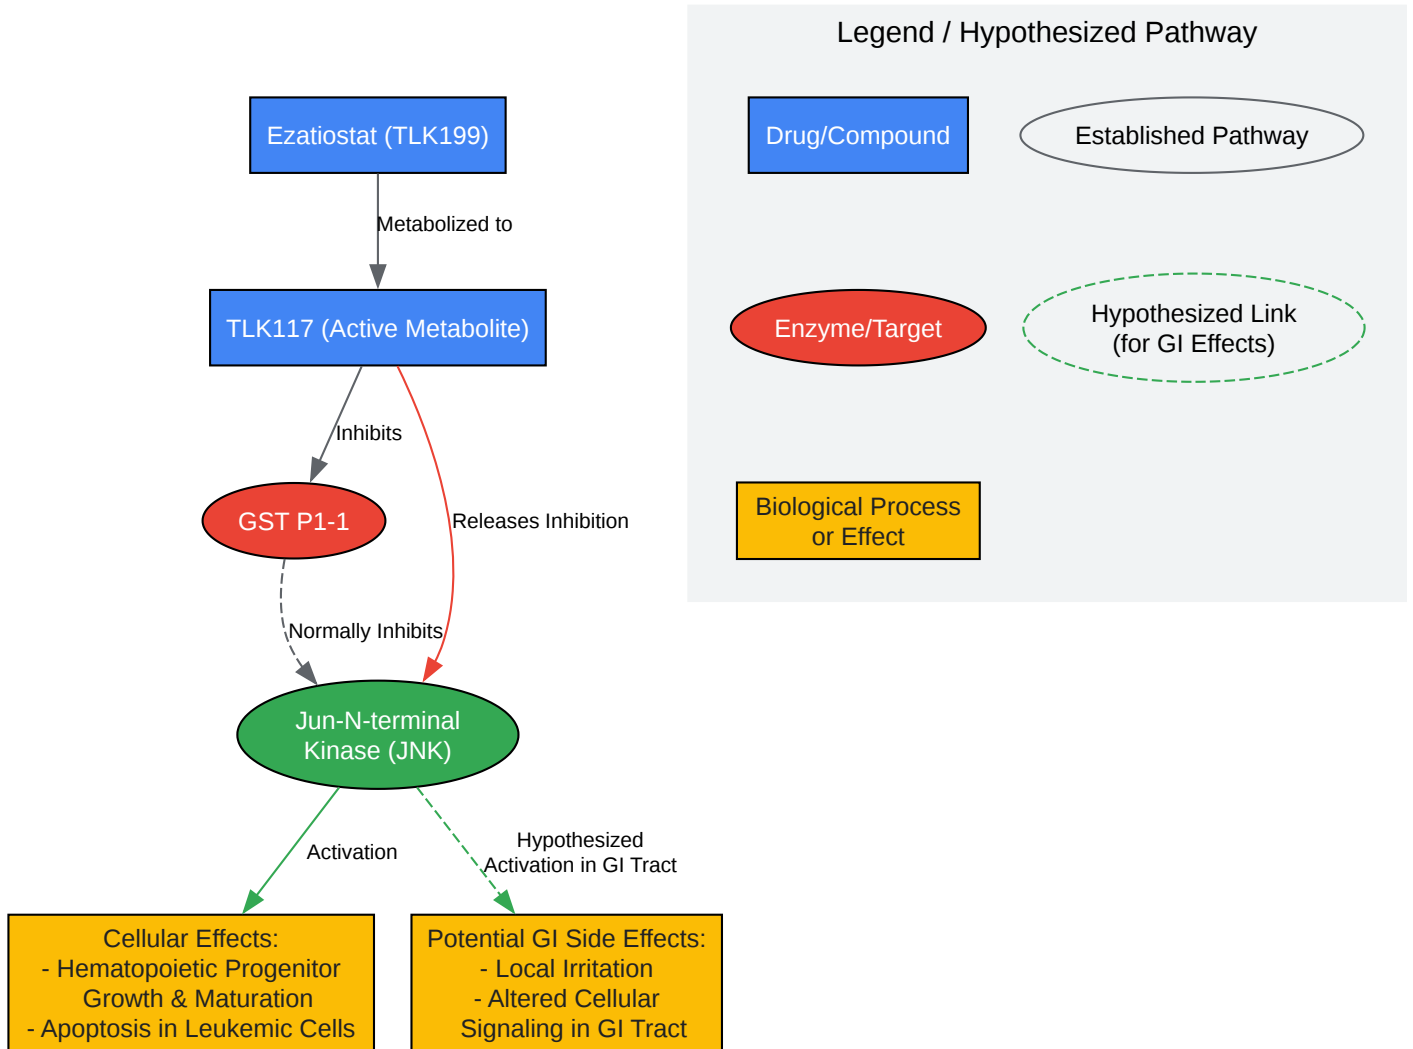 Legend / Hypothesized Pathway
Ezatiostat (TLK199)
Drug/Compound
Established Pathway
Metabolized to
TLK117 (Active Metabolite)
Enzyme/Target
Hypothesized Link
(for GI Effects)
Inhibits
GST P1-1
Releases Inhibition
Biological Process
or Effect
Normally Inhibits
Jun-N-terminal
Kinase (JNK)
Activation
Hypothesized
Activation in GI Tract
Cellular Effects:
- Hematopoietic Progenitor
Growth & Maturation
- Apoptosis in Leukemic Cells
Potential GI Side Effects:
- Local Irritation
- Altered Cellular
Signaling in GI Tract